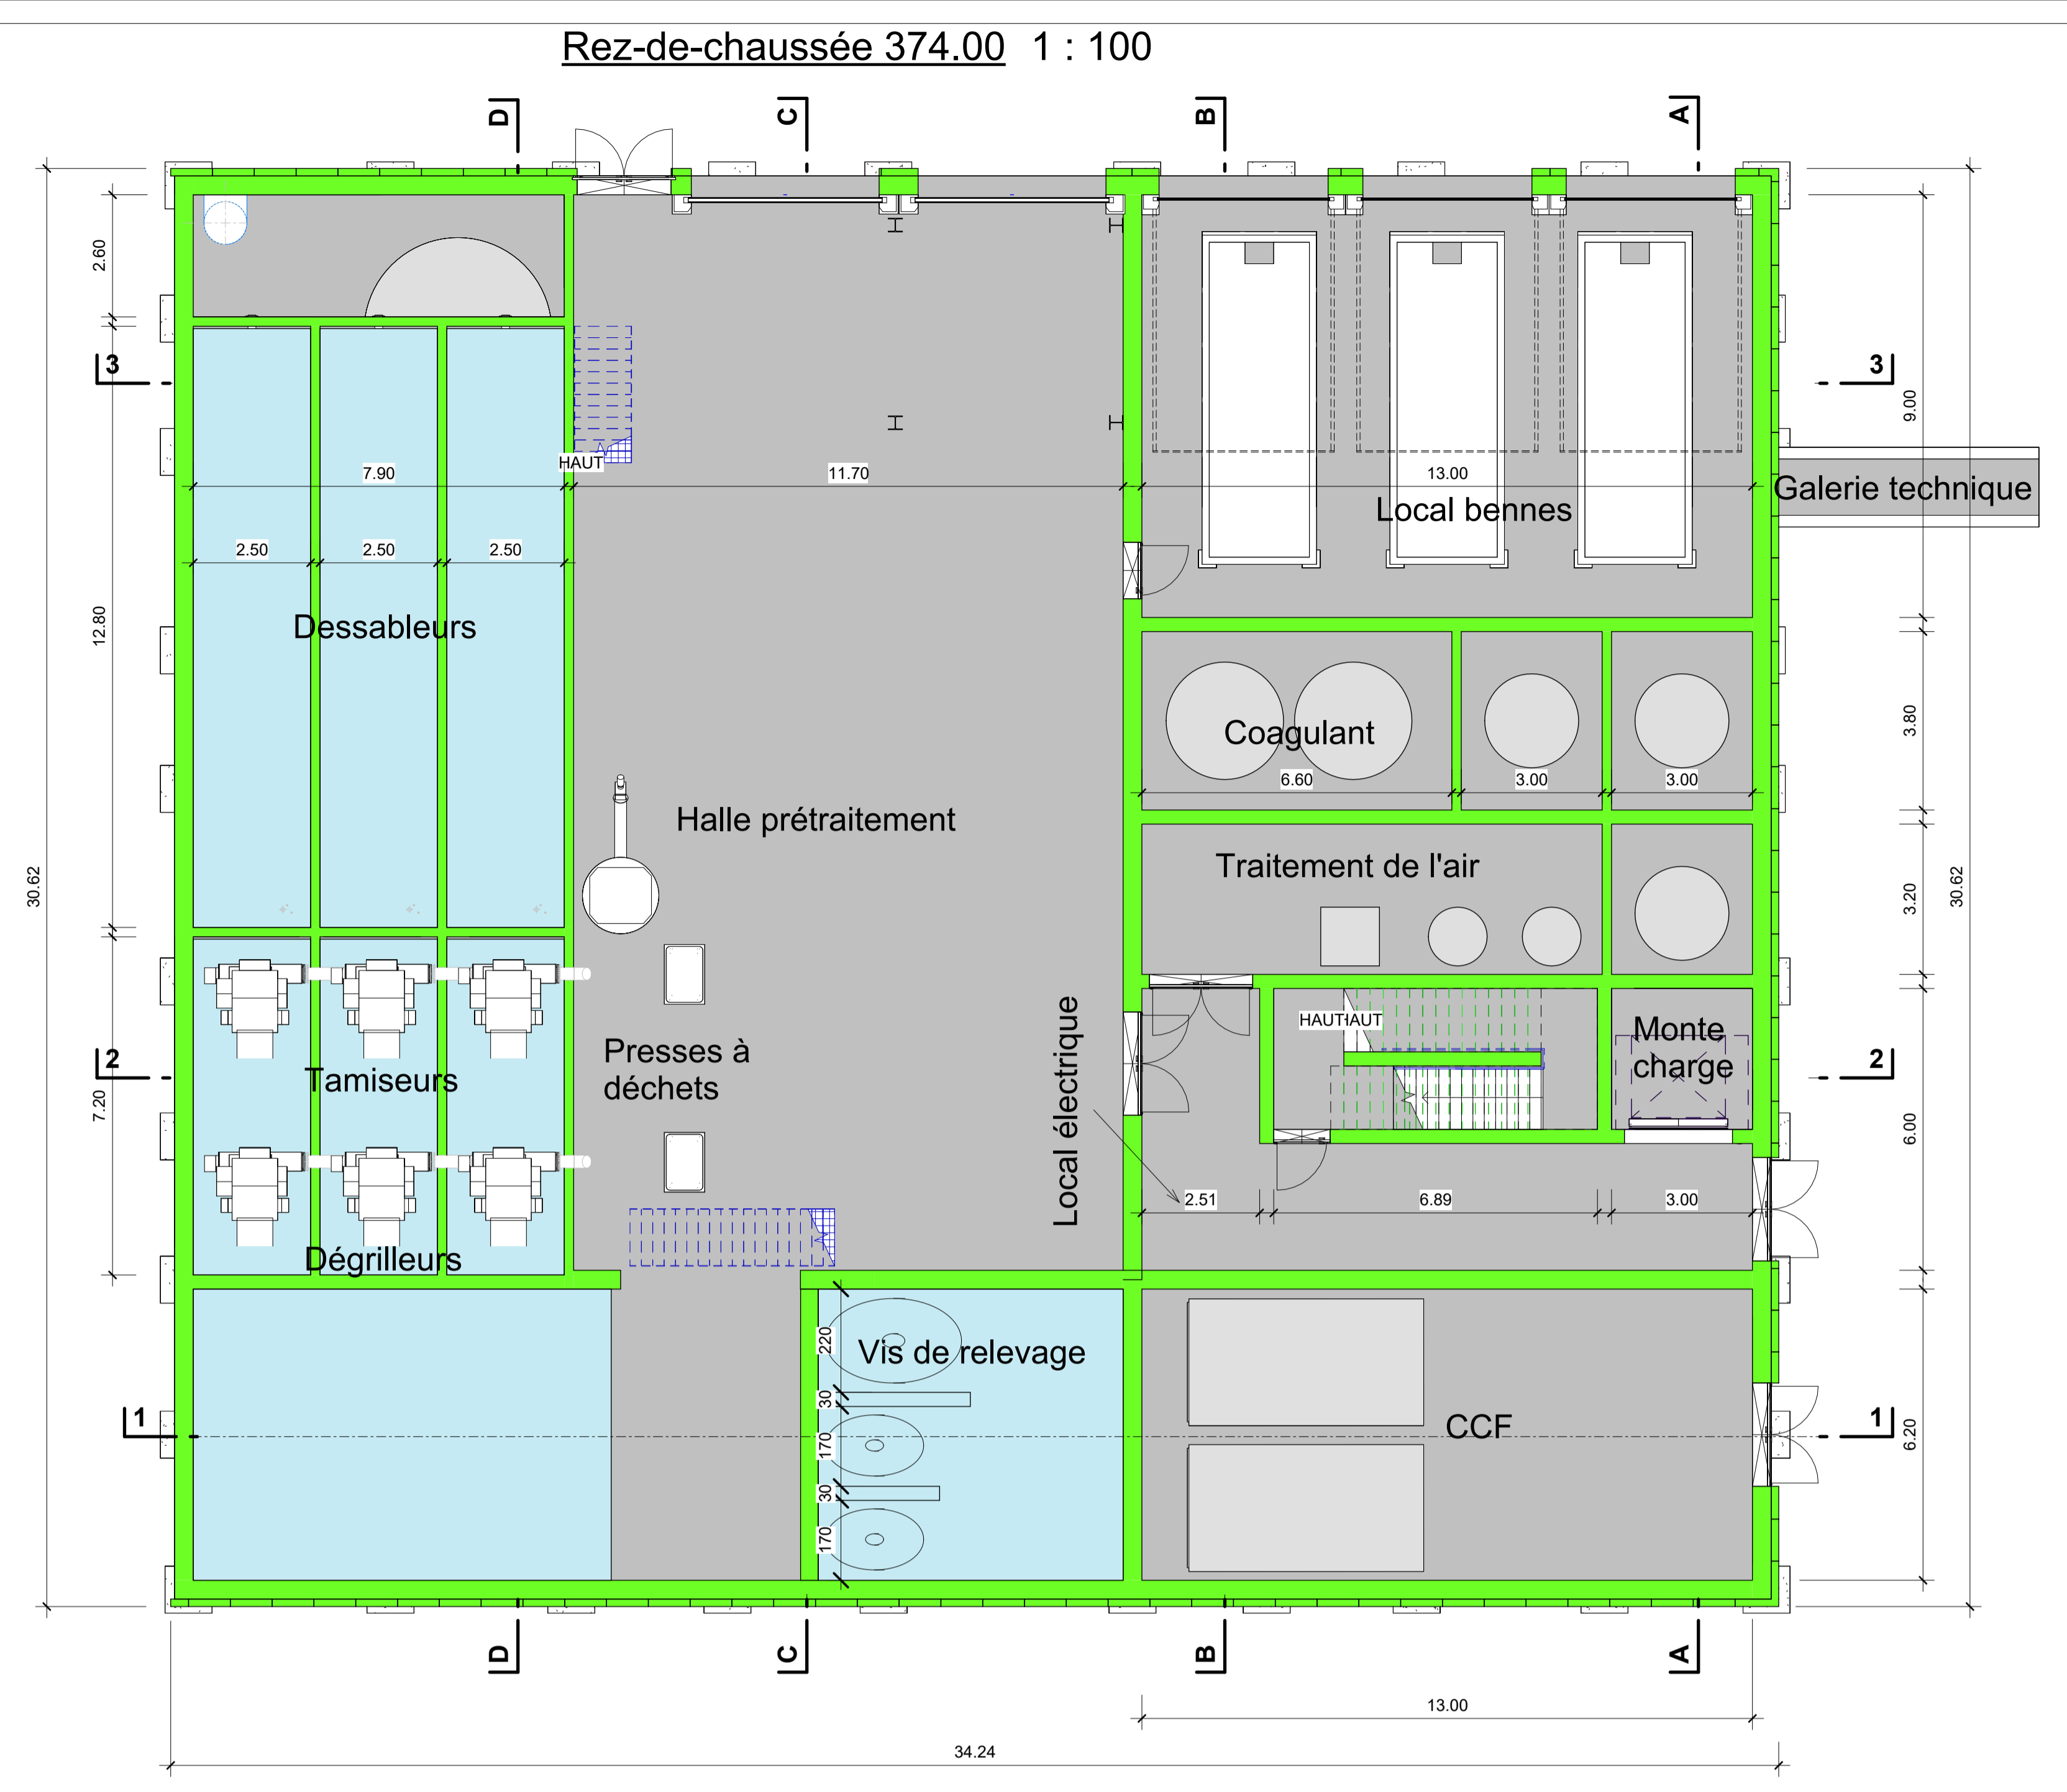 Rez-de-chaussée 374.00 1 : 100
D
C
B
A
2.60
3
3
9.00
HAUT
7.90
11.70
13.00
Galerie technique
Local bennes
2.50
2.50
2.50
12.80
Dessableurs
3.80
Coagulant
6.60
3.00
3.00
Halle prétraitement
Traitement de l'air
30.62
3.20
30.62
Local électrique
HAUT
HAUT
Monte
charge
Presses à
déchets
2
2
Tamiseurs
7.20
6.00
2.51
6.89
3.00
Dégrilleurs
220
Vis de relevage
30
1
170
CCF
1
6.20
30
170
D
C
B
A
13.00
34.24